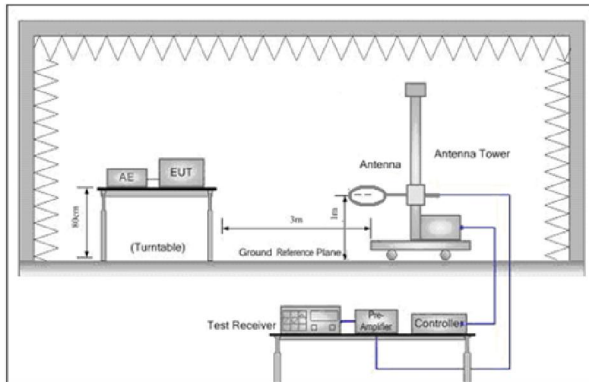 Antenna Tower
Antenna
AE
EUT
80cm
(Turntable)
3m
1m
Ground Reference Plane
Test Receiver
Pre-
Amplifier
Controller